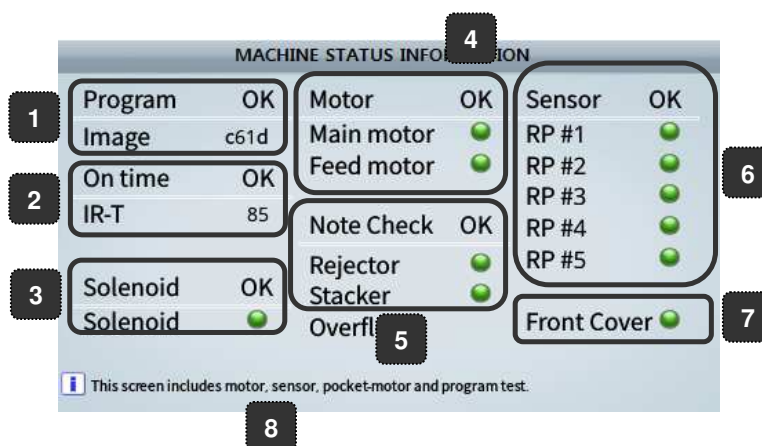 4
MACHINE STATUS INFO ON
1
Program OK
Image c61d
2
On time OK
IR-T 85
3
Solenoid OK
Solenoid
Motor OK
Main motor
Feed motor
Note Check OK
Rejector
Stacker
5
Sensor OK
RP #1
RP #2
RP #3
RP #4
RP #5
6
Front Cover
7
This screen includes motor, sensor, pocket-motor and program test.
8